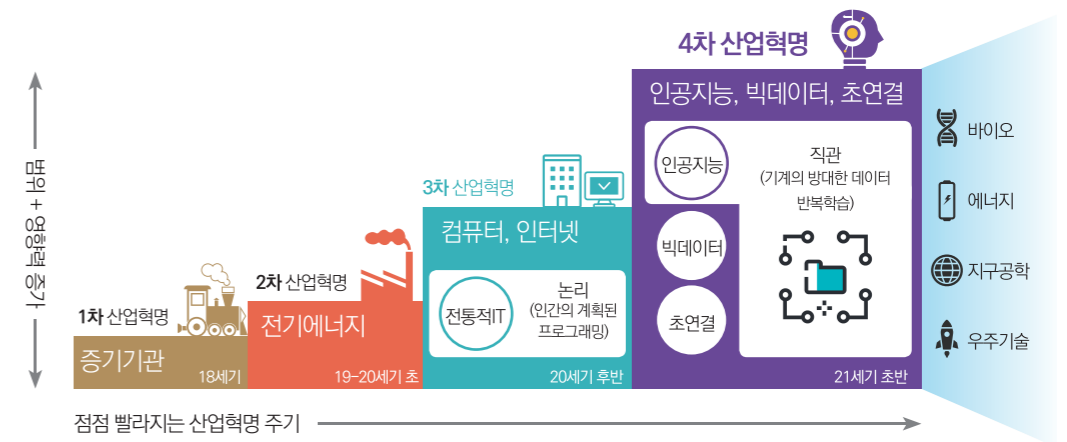 4차 산업혁명
인공지능, 빅데이터, 초연결
인공지능
직관
(기계의 방대한 데이터
반복학습)
빅데이터
초연결
21세기 초반
바이오
에너지
지구공학
우주기술
3차 산업혁명
컴퓨터, 인터넷
전통적IT
논리
(인간의 계획된
프로그래밍)
20세기 후반
2차 산업혁명
전기에너지
19-20세기 초
1차 산업혁명
증기기관
18세기
범위 + 영향력 증가
점점 빨라지는 산업혁명 주기